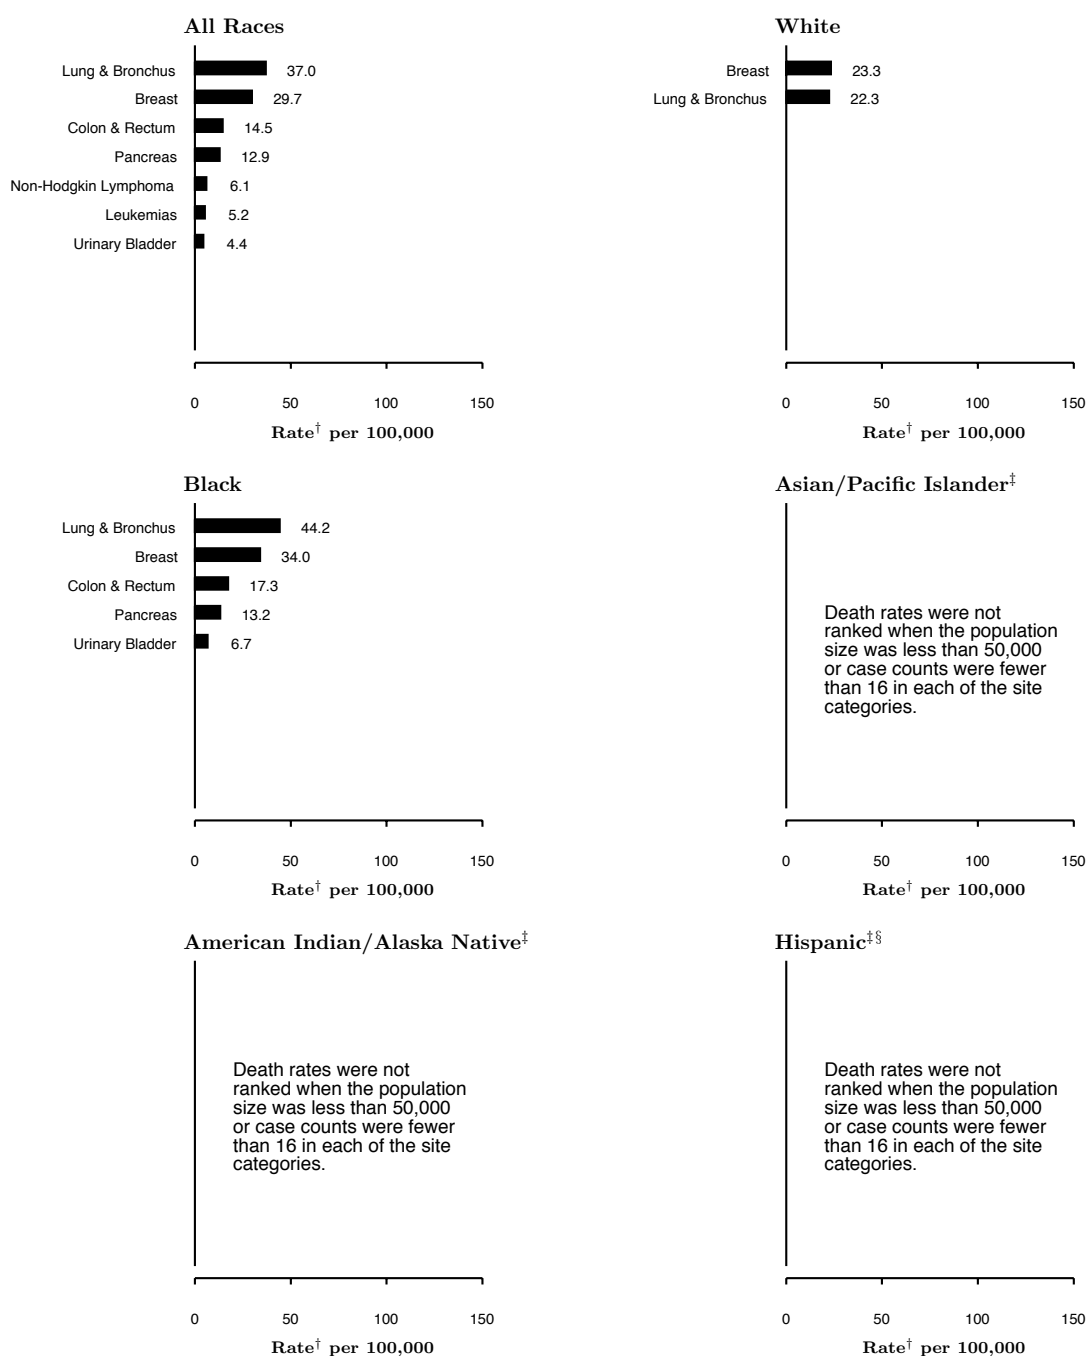 All Races
Lung & Bronchus 37.0
Breast 29.7
Colon & Rectum 14.5
Pancreas 12.9
Non-Hodgkin Lymphoma 6.1
Leukemias 5.2
Urinary Bladder 4.4
0 50 100 150
Rate† per 100,000
White
Breast 23.3
Lung & Bronchus 22.3
0 50 100 150
Rate† per 100,000
Black
Lung & Bronchus 44.2
Breast 34.0
Colon & Rectum 17.3
Pancreas 13.2
Urinary Bladder 6.7
0 50 100 150
Rate† per 100,000
Asian/Pacific Islander‡
Death rates were not
ranked when the population
size was less than 50,000
or case counts were fewer
than 16 in each of the site
categories.
0 50 100 150
Rate† per 100,000
American Indian/Alaska Native‡
Death rates were not
ranked when the population
size was less than 50,000
or case counts were fewer
than 16 in each of the site
categories.
0 50 100 150
Rate† per 100,000
Hispanic‡§
Death rates were not
ranked when the population
size was less than 50,000
or case counts were fewer
than 16 in each of the site
categories.
0 50 100 150
Rate† per 100,000